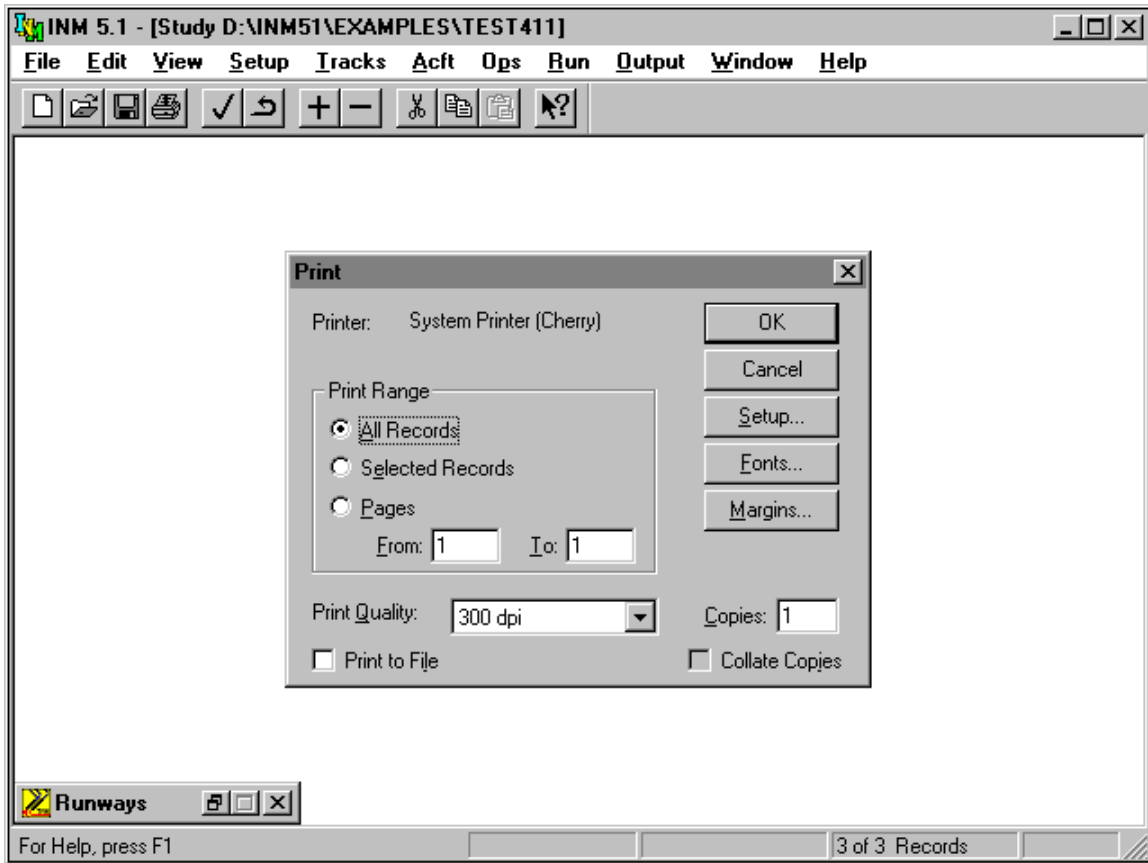 INM 5.1 - [Study D:\INM51\EXAMPLES\TEST411]
File Edit View Setup Tracks Acft Ops Run Output Window Help
Print
Printer: System Printer (Cherry)
OK
Cancel
Print Range
All Records
Setup...
Selected Records
Fonts...
Pages
Margins...
From: 1 To: 1
Print Quality: 300 dpi
Copies: 1
Print to File
Collate Copies
Runways
For Help, press F1
3 of 3 Records